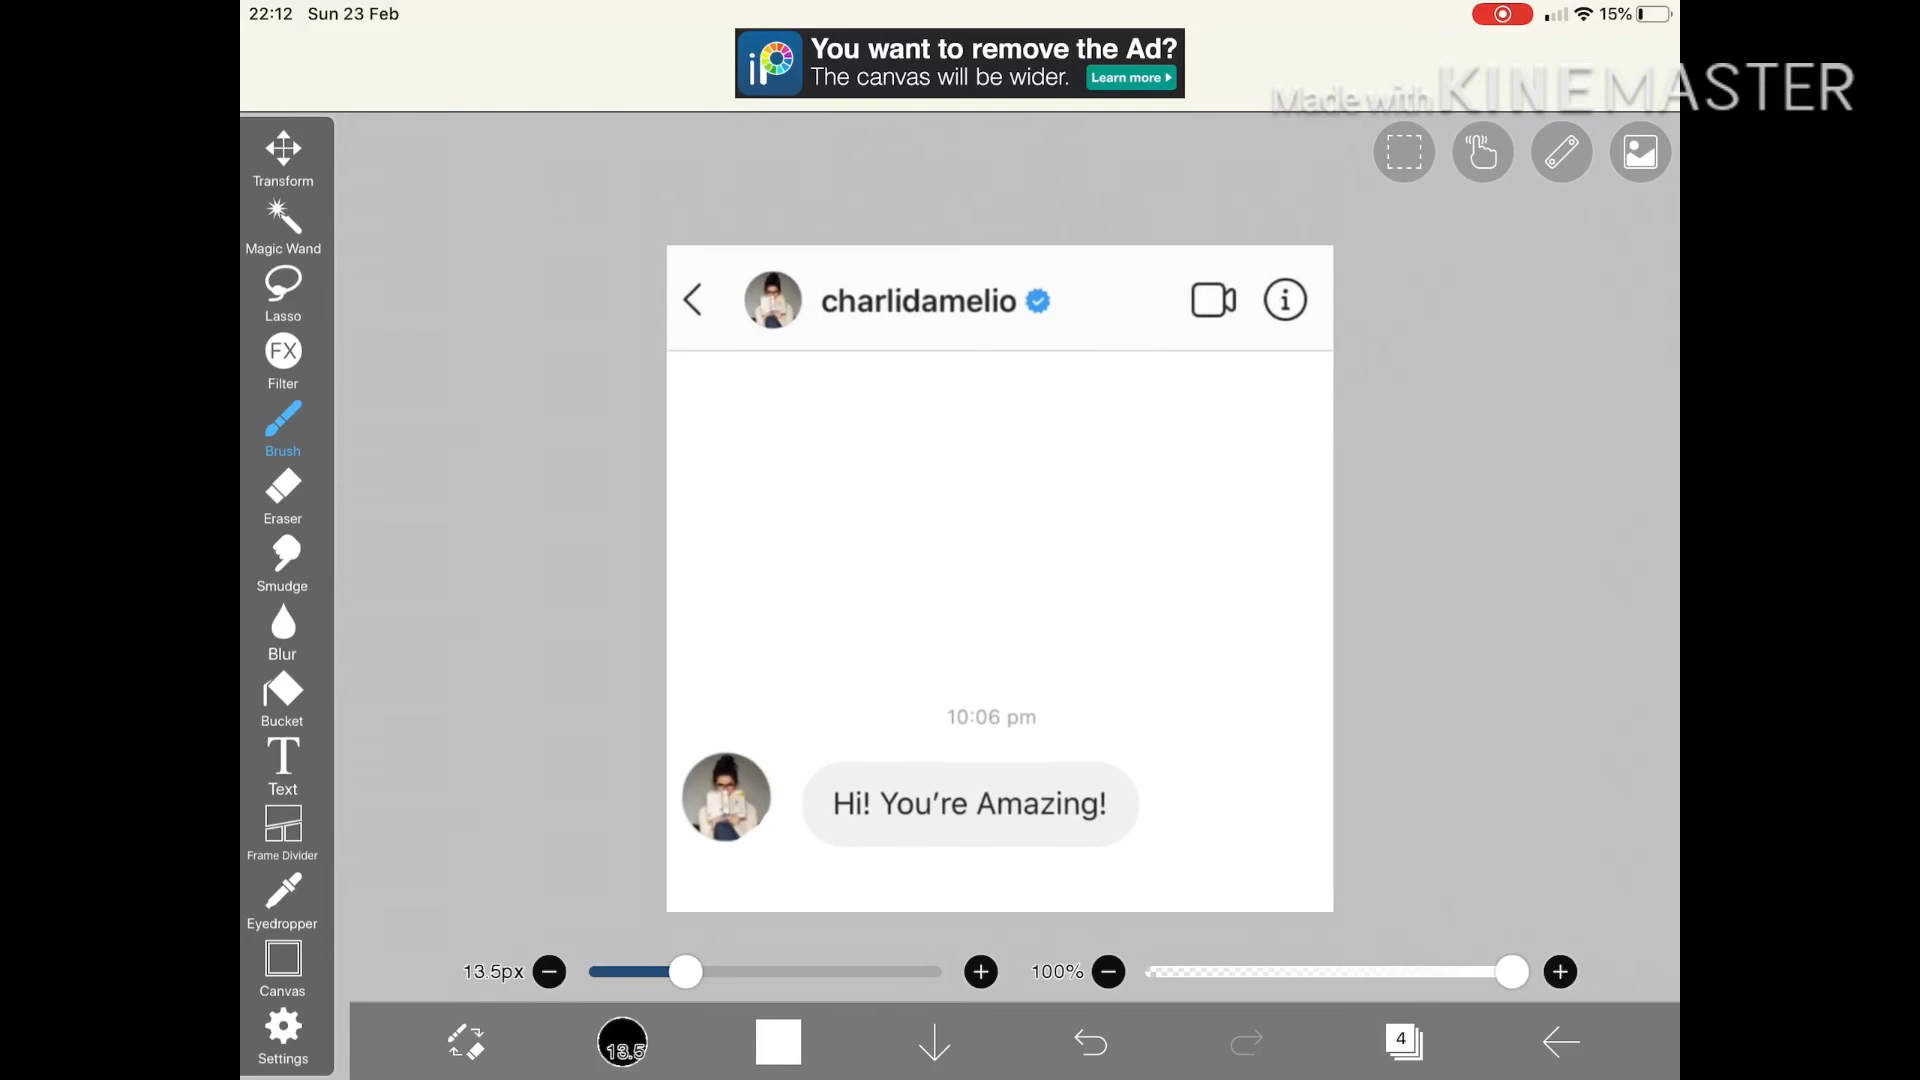 22:12 Sun 23 Feb
15%
You want to remove the Ad?
The canvas will be wider. Learn more
Made with KINEMASTER
Transform
Magic Wand
Lasso
FX
Filter
Brush
Eraser
Smudge
Blur
Bucket
T
Text
Frame Divider
Eyedropper
Canvas
Settings
charlidamelio
10:06 pm
Hi! You're Amazing!
13.5px
100%
13.5
4